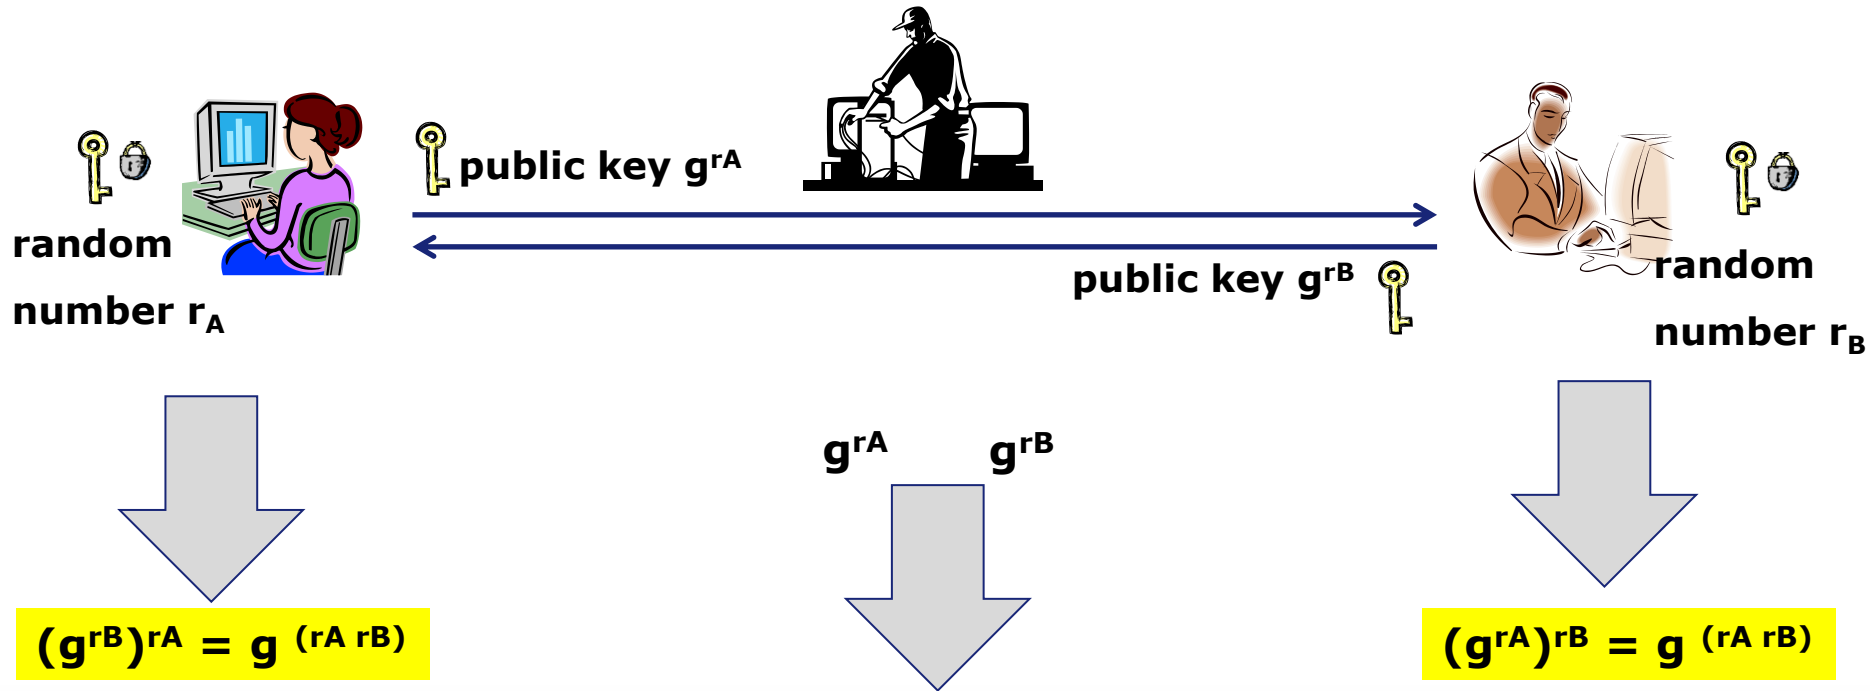 public key g^rA
random
number r_A
public key g^rB
random
number r_B
g^rA g^rB
(g^rB)^rA = g ^(rA rB)
(g^rA)^rB = g ^(rA rB)